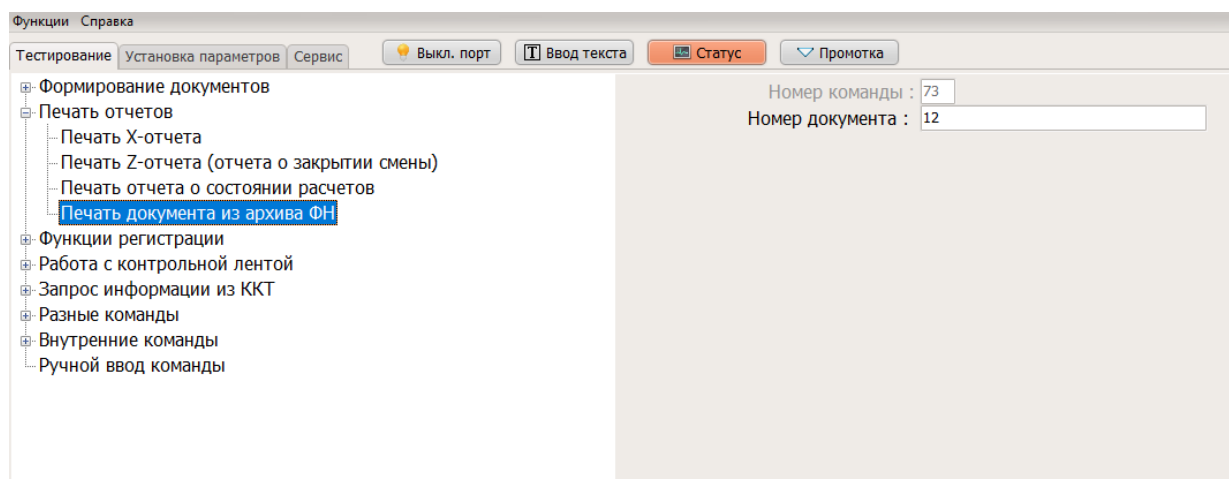 Функции Справка
Тестирование Установка параметров Сервис Выкл. порт Ввод текста Статус Промотка
Формирование документов
Печать отчетов
Печать X-отчета
Печать Z-отчета (отчета о закрытии смены)
Печать отчета о состоянии расчетов
Печать документа из архива ФН
Функции регистрации
Работа с контрольной лентой
Запрос информации из ККТ
Разные команды
Внутренние команды
Ручной ввод команды
Номер команды : 73
Номер документа : 12